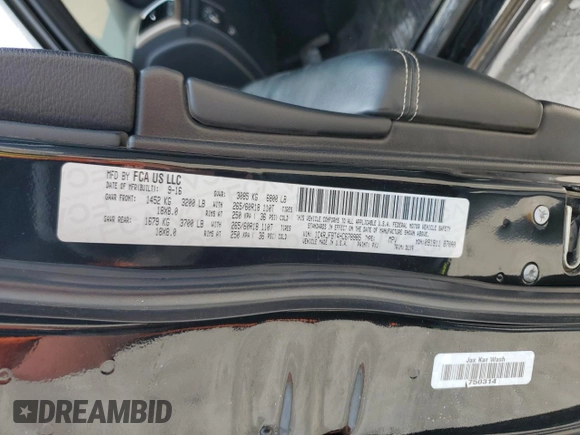 MFD BY FCA US LLC
DATE OF MFR(BUILT): 9-16 GVWR: 3085 KG 6800 LB
GAWR FRONT: 1452 KG 3200 LB WITH TIRES
18X8.0 265/60R18 110T
250 KPA( 36 PSI) COLD
GAWR REAR: 1679 KG 3700 LB WITH TIRES
18X8.0 265/60R18 110T
250 KPA( 36 PSI) COLD
THIS VEHICLE CONFORMS TO ALL APPLICABLE U.S.A. FEDERAL MOTOR VEHICLE SAFETY
STANDARDS IN EFFECT ON THE DATE OF MANUFACTURE SHOWN ABOVE.
VIN: TYPE: MPV
MADE IN U.S.A. PAINT: PX8
Jax Kar Wash
750314
DREAMBID